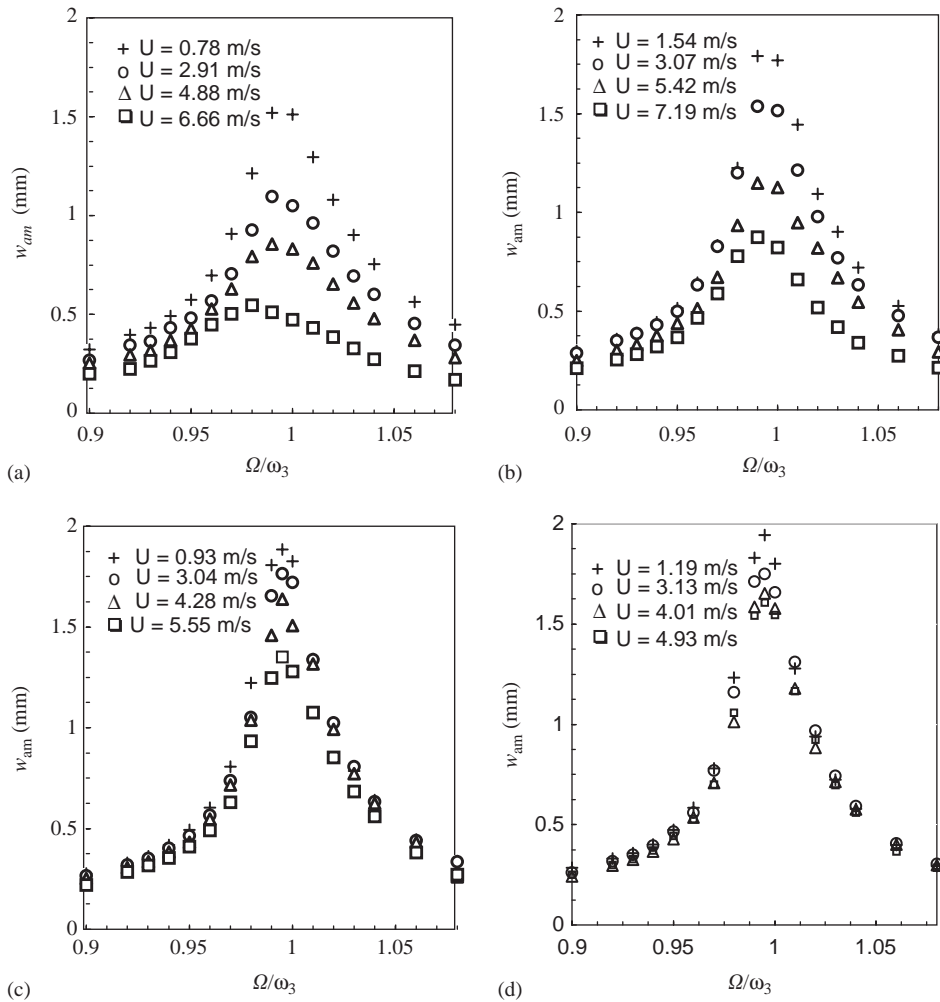 2
+ U = 0.78 m/s
o U = 2.91 m/s
△ U = 4.88 m/s
□ U = 6.66 m/s
1.5
w_am (mm)
1
0.5
0
0.9 0.95 1 1.05
Ω/ω₃
(a)
2
+ U = 1.54 m/s
o U = 3.07 m/s
△ U = 5.42 m/s
□ U = 7.19 m/s
1.5
w_am (mm)
1
0.5
0
0.9 0.95 1 1.05
Ω/ω₃
(b)
2
+ U = 0.93 m/s
o U = 3.04 m/s
△ U = 4.28 m/s
□ U = 5.55 m/s
1.5
w_am (mm)
1
0.5
0
0.9 0.95 1 1.05
Ω/ω₃
(c)
2
+ U = 1.19 m/s
o U = 3.13 m/s
△ U = 4.01 m/s
□ U = 4.93 m/s
1.5
w_am (mm)
1
0.5
0
0.9 0.95 1 1.05
Ω/ω₃
(d)